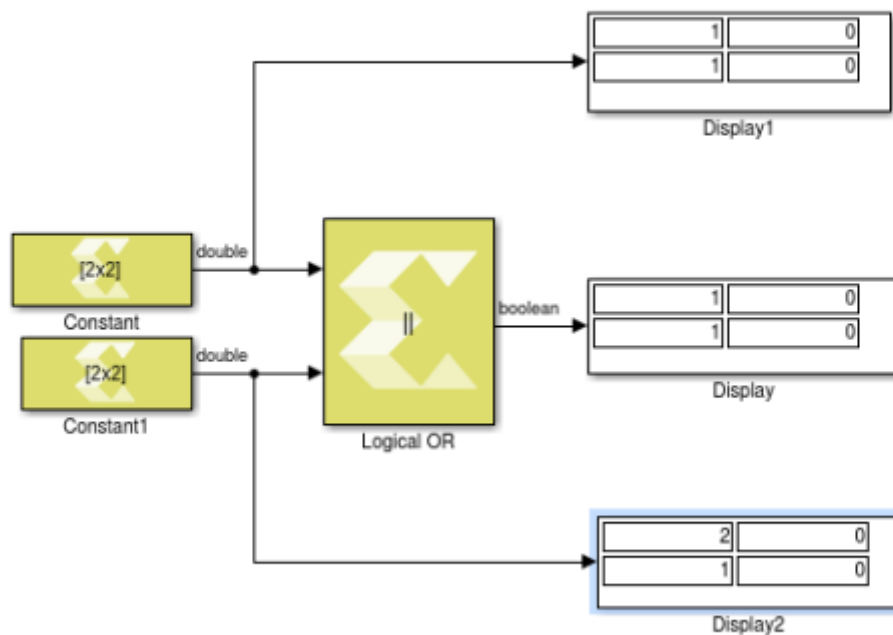 1 0
1 0
Display1
[2x2]
double
Constant
[2x2]
double
Constant1
||
Logical OR
boolean
1 0
1 0
Display
2 0
1 0
Display2